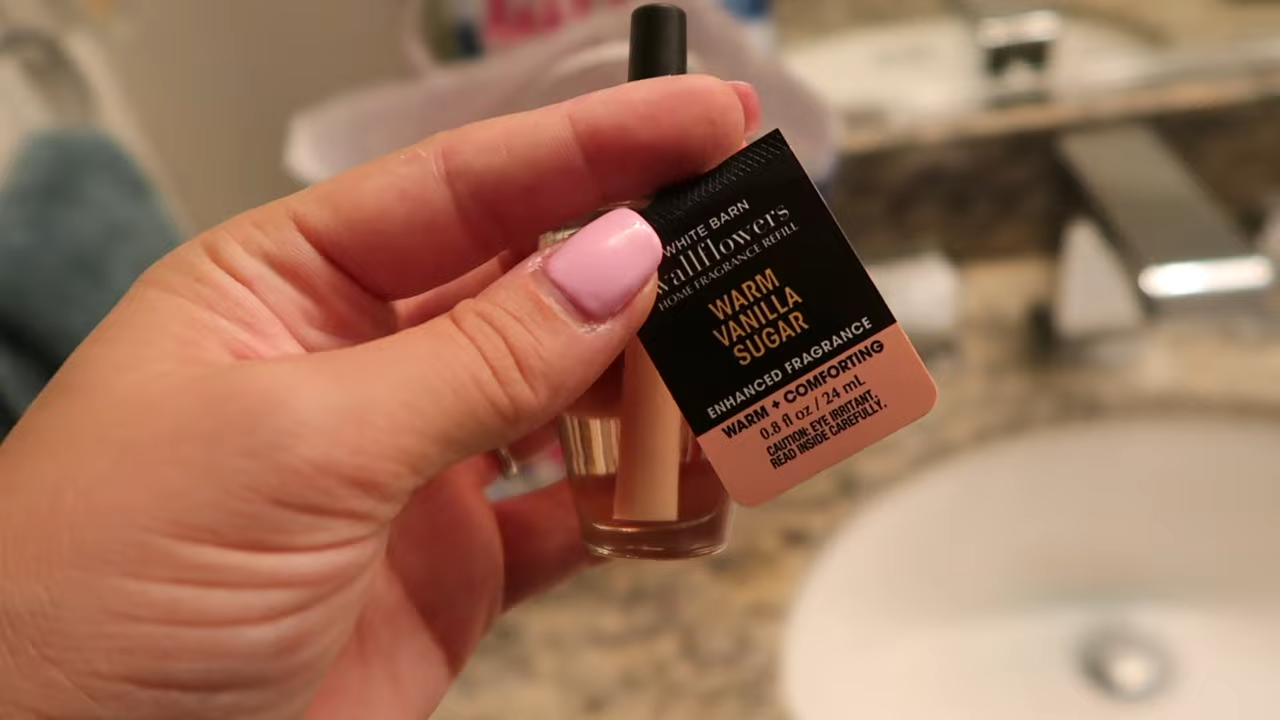 WHITE BARN
wallflowers
HOME FRAGRANCE REFILL
WARM
VANILLA
SUGAR
ENHANCED FRAGRANCE
WARM + COMFORTING
0.8 fl oz / 24 mL
CAUTION: EYE IRRITANT,
READ INSIDE CAREFULLY.